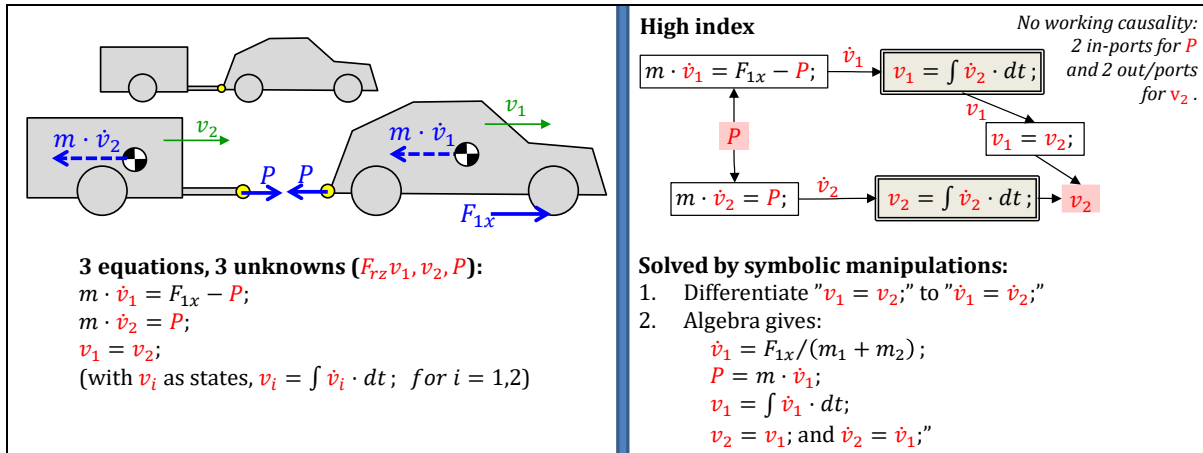 v₂
v₁
m · v̇₂
m · v̇₁
P
P
F₁ₓ
3 equations, 3 unknowns (F_rz v₁, v₂, P):
m · v̇₁ = F₁ₓ − P;
m · v̇₂ = P;
v₁ = v₂;
(with vᵢ as states, vᵢ = ∫ v̇ᵢ · dt ; for i = 1,2)
High index
No working causality:
2 in-ports for P
and 2 out/ports
for v₂ .
m · v̇₁ = F₁ₓ − P;
v̇₁
v₁ = ∫ v̇₂ · dt ;
v₁
P
v₁ = v₂;
m · v̇₂ = P;
v̇₂
v₂ = ∫ v̇₂ · dt ;
v₂
Solved by symbolic manipulations:
1. Differentiate ”v₁ = v₂;” to ”v̇₁ = v̇₂;”
2. Algebra gives:
v̇₁ = F₁ₓ/(m₁ + m₂) ;
P = m · v̇₁;
v₁ = ∫ v̇₁ · dt;
v₂ = v₁; and v̇₂ = v̇₁;”